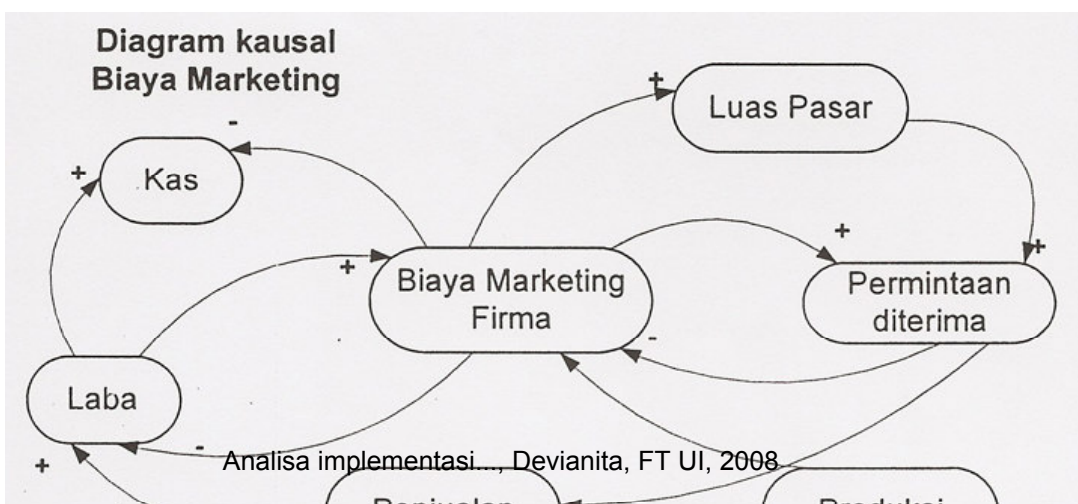 Diagram kausal
Biaya Marketing
+
Luas Pasar
-
+
Kas
+
+
+
Biaya Marketing
Firma
Permintaan
diterima
-
Laba
-
+
Analisa implementasi..., Devianita, FT UI, 2008
Penjualan
Produksi